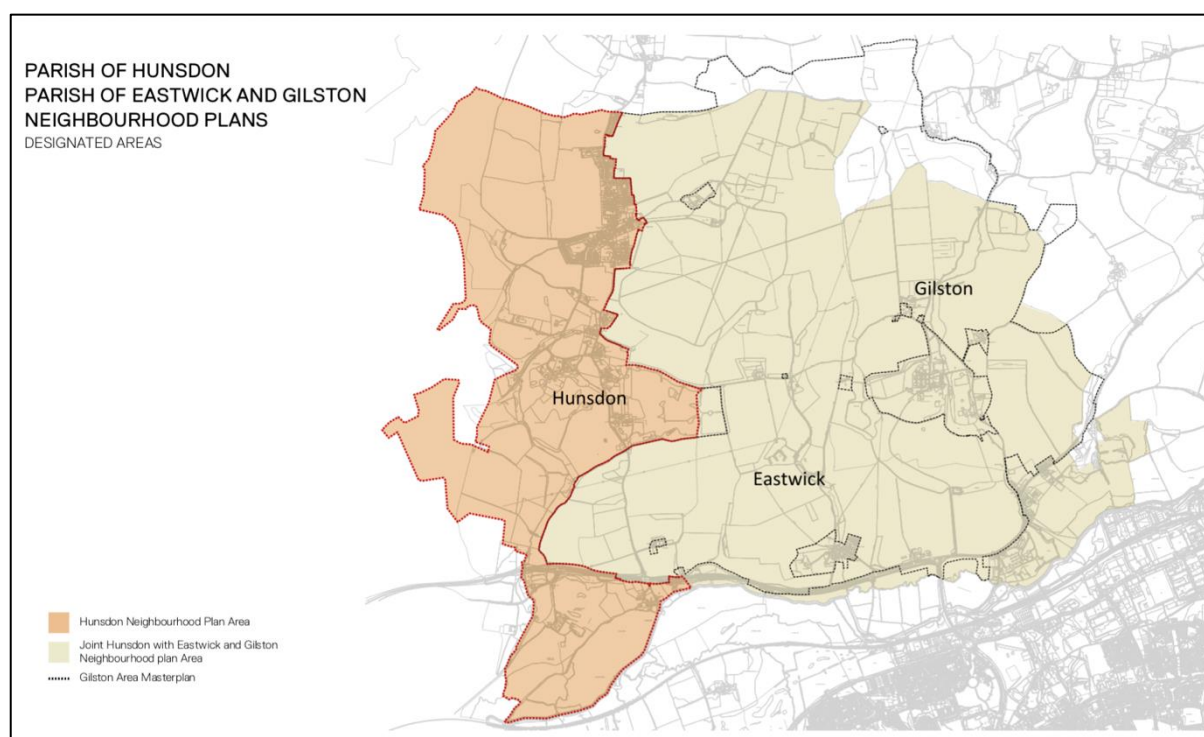 PARISH OF HUNSDON
PARISH OF EASTWICK AND GILSTON
NEIGHBOURHOOD PLANS
DESIGNATED AREAS
Gilston
Hunsdon
Eastwick
Hunsdon Neighbourhood Plan Area
Joint Hunsdon with Eastwick and Gilston
Neighbourhood plan Area
Gilston Area Masterplan